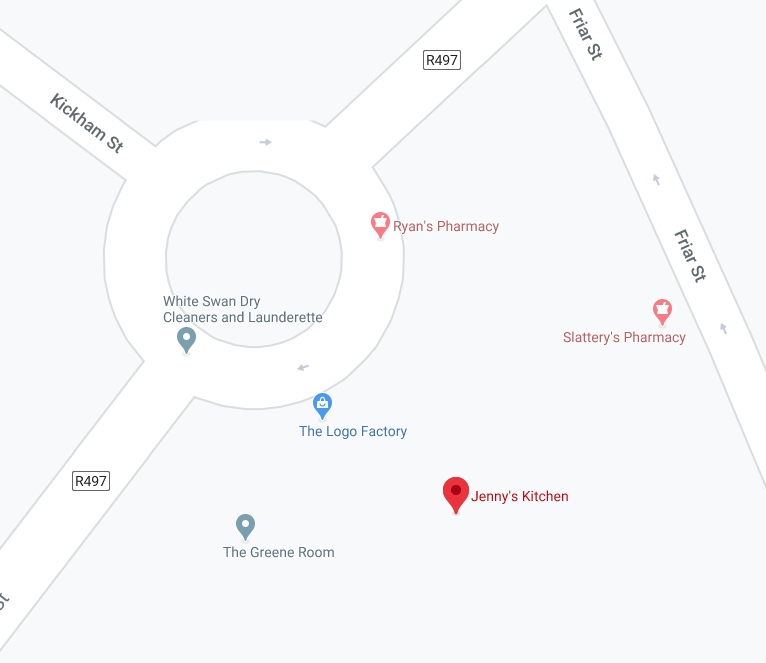 Friar St
R497
Kickham St
Ryan's Pharmacy
Friar St
White Swan Dry
Cleaners and Launderette
Slattery's Pharmacy
The Logo Factory
R497
Jenny's Kitchen
The Greene Room
St